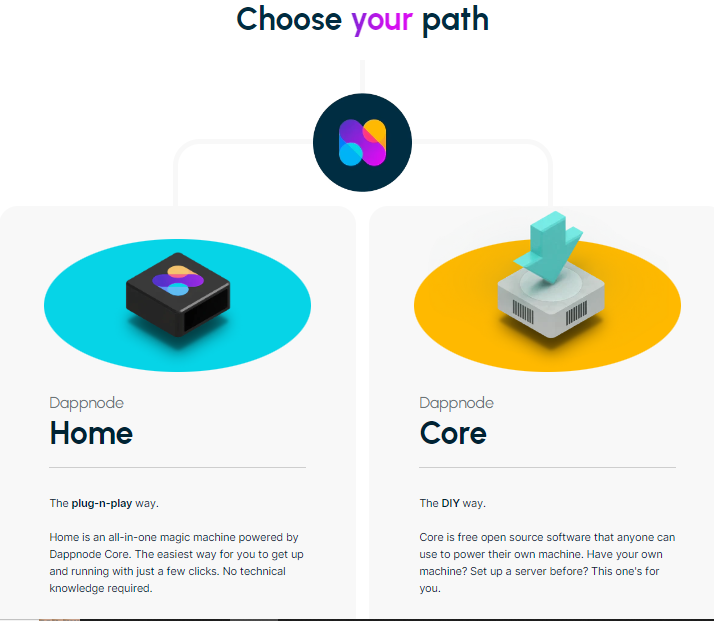 Choose your path
Dappnode
Home
The plug-n-play way.
Home is an all-in-one magic machine powered by
Dappnode Core. The easiest way for you to get up
and running with just a few clicks. No technical
knowledge required.
Dappnode
Core
The DIY way.
Core is free open source software that anyone can
use to power their own machine. Have your own
machine? Set up a server before? This one's for
you.